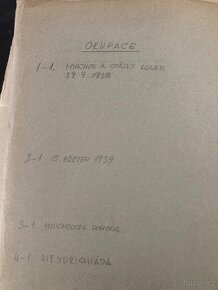 OKUPACE
1-1. MNICHOV A OTÁZKY KOLEM
29. 9. 1938
2-1 15. BŘEZEN 1939
3-1. MNICHOVSKÁ DOHODA
4-1 HEYDRICHIÁDA